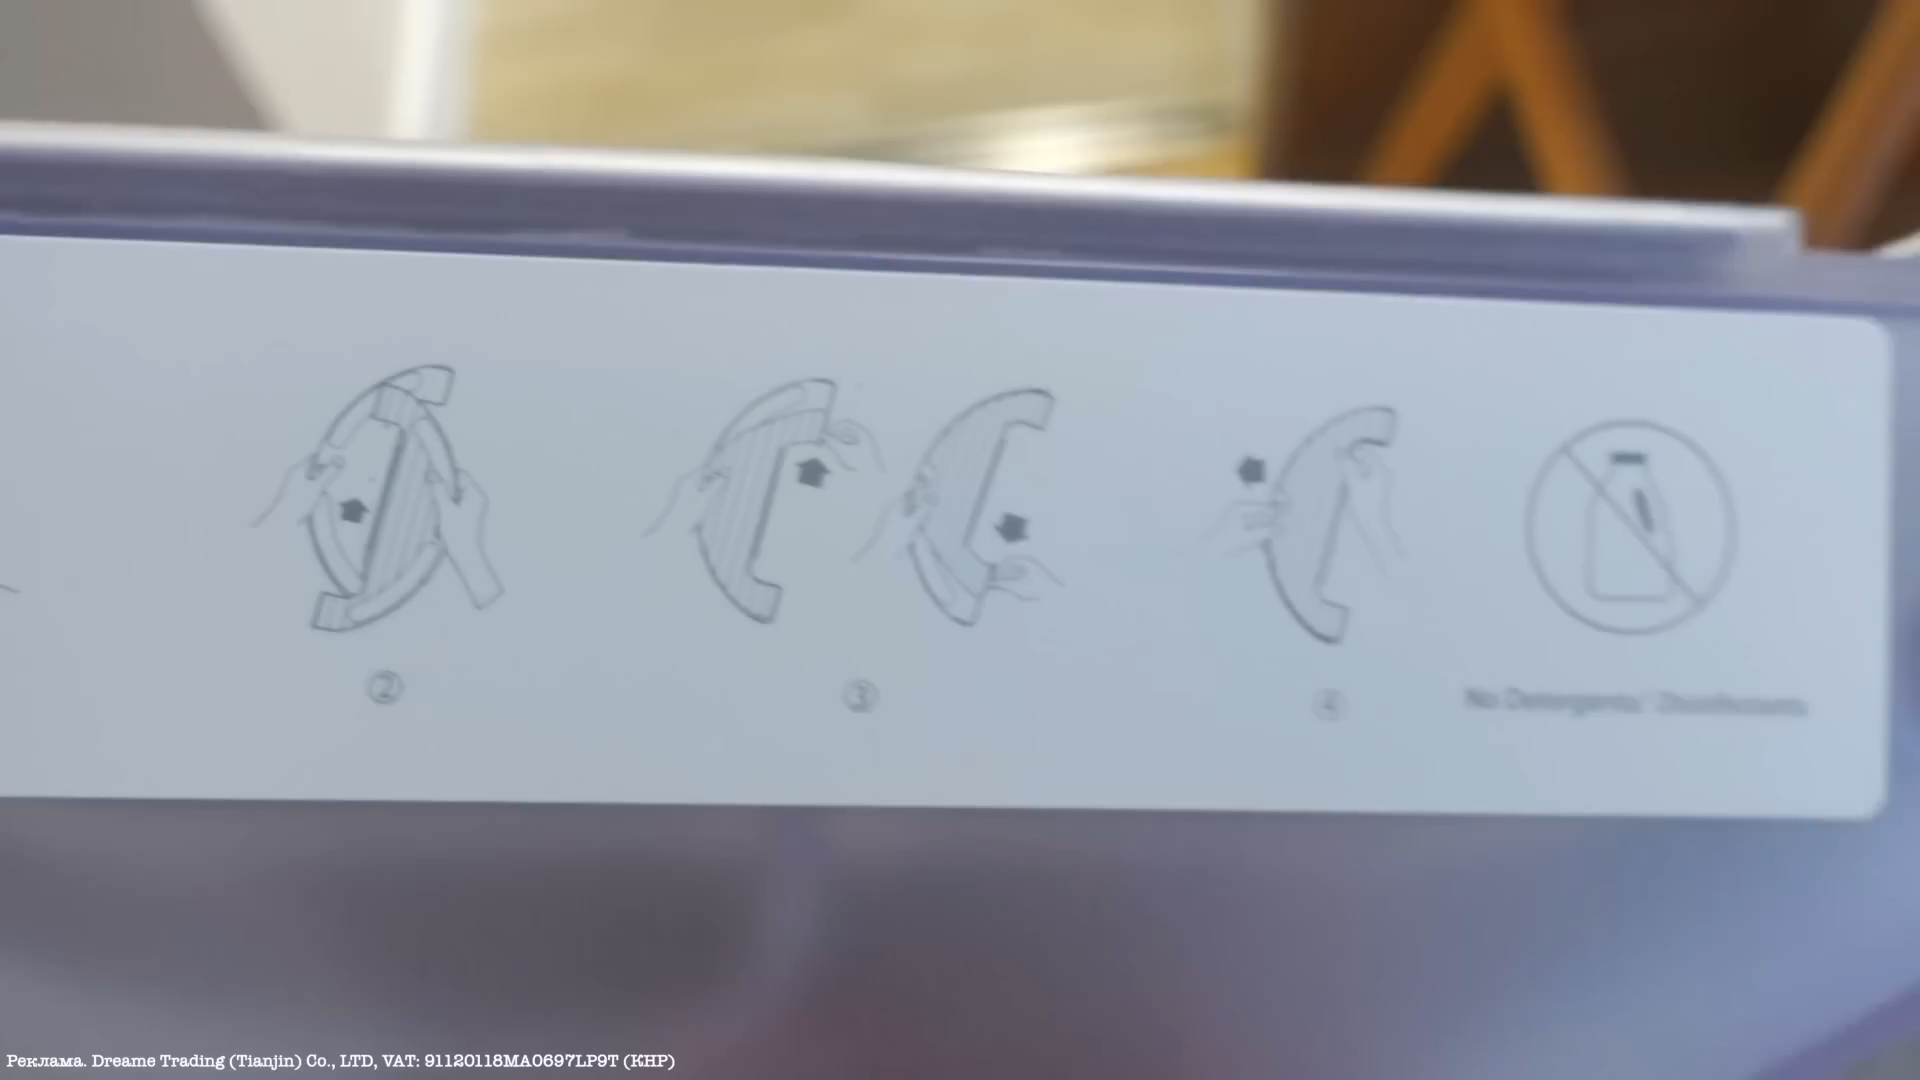 ② ③ ④
No Detergents/ Disinfectants
Реклама. Dreame Trading (Tianjin) Co., LTD, VAT: 91120118MA0697LP9T (КНР)